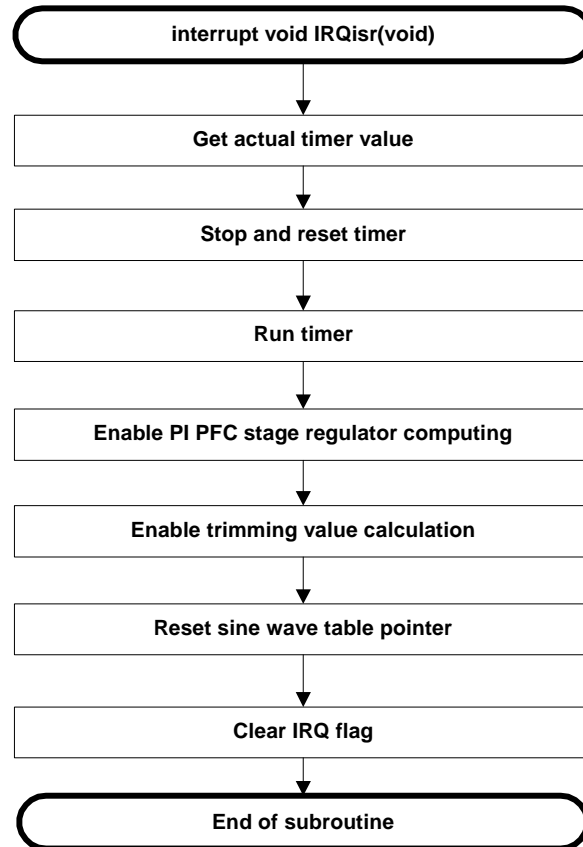 interrupt void IRQisr(void)
Get actual timer value
Stop and reset timer
Run timer
Enable PI PFC stage regulator computing
Enable trimming value calculation
Reset sine wave table pointer
Clear IRQ flag
End of subroutine